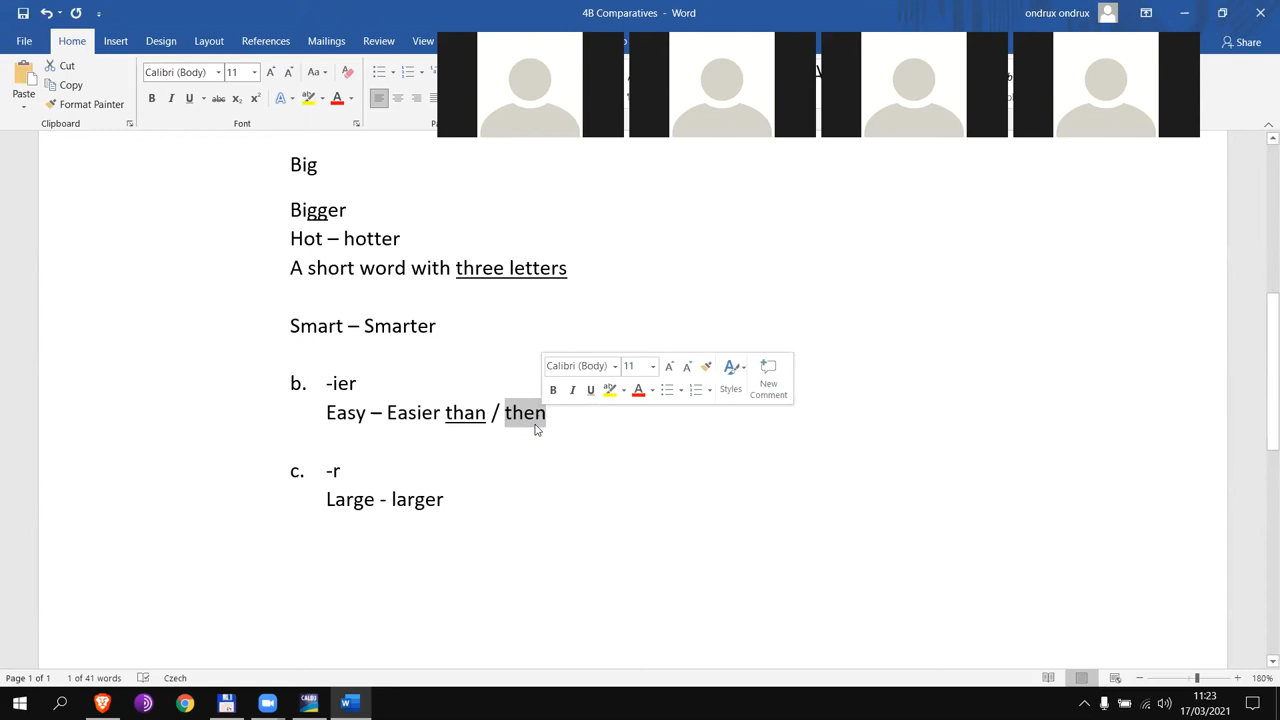 4B Comparatives - Word
ondrux ondrux
File Home Insert Design Layout References Mailings Review View
Share
Paste
Cut
Copy
Format Painter
Calibri (Body) 11
Clipboard
Font
Big
Bigger
Hot – hotter
A short word with three letters
Smart – Smarter
b. -ier
Easy – Easier than / then
Calibri (Body) 11
Styles
New
Comment
c. -r
Large - larger
Page 1 of 1 1 of 41 words Czech
180%
11:23
17/03/2021